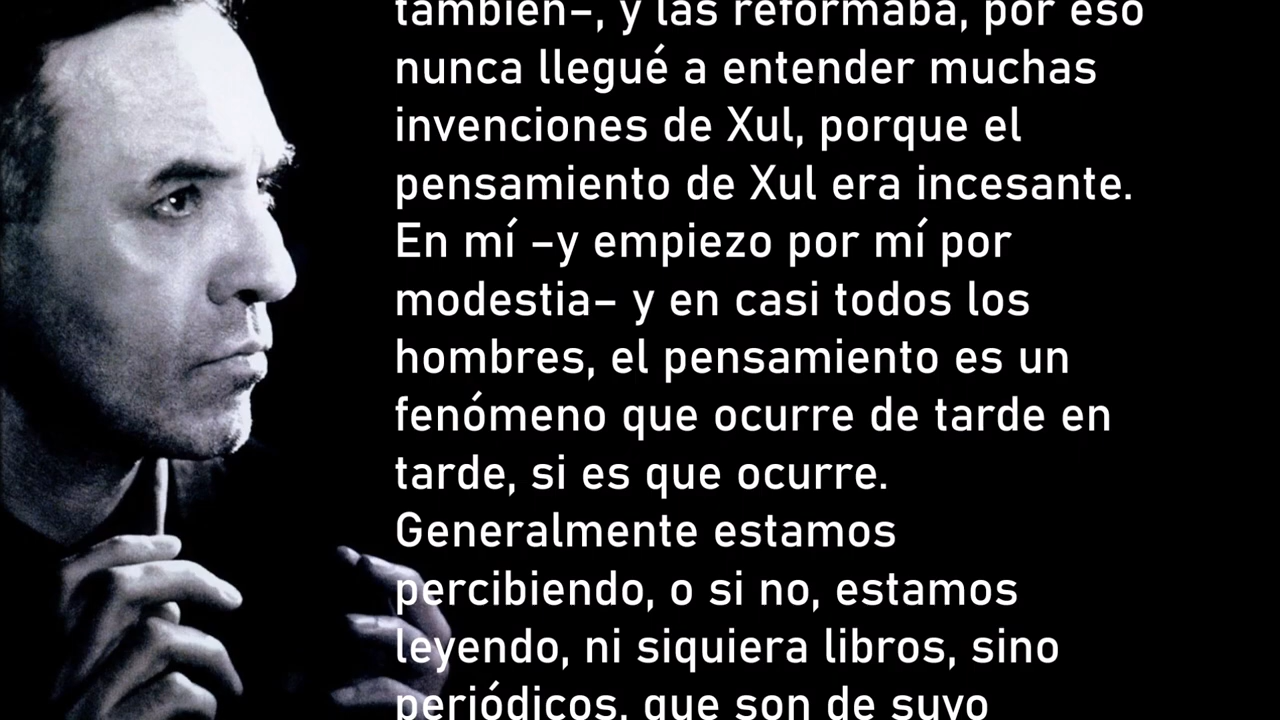 también–, y las reformaba, por eso
nunca llegué a entender muchas
invenciones de Xul, porque el
pensamiento de Xul era incesante.
En mí –y empiezo por mí por
modestia– y en casi todos los
hombres, el pensamiento es un
fenómeno que ocurre de tarde en
tarde, si es que ocurre.
Generalmente estamos
percibiendo, o si no, estamos
leyendo, ni siquiera libros, sino
periódicos, que son de suyo